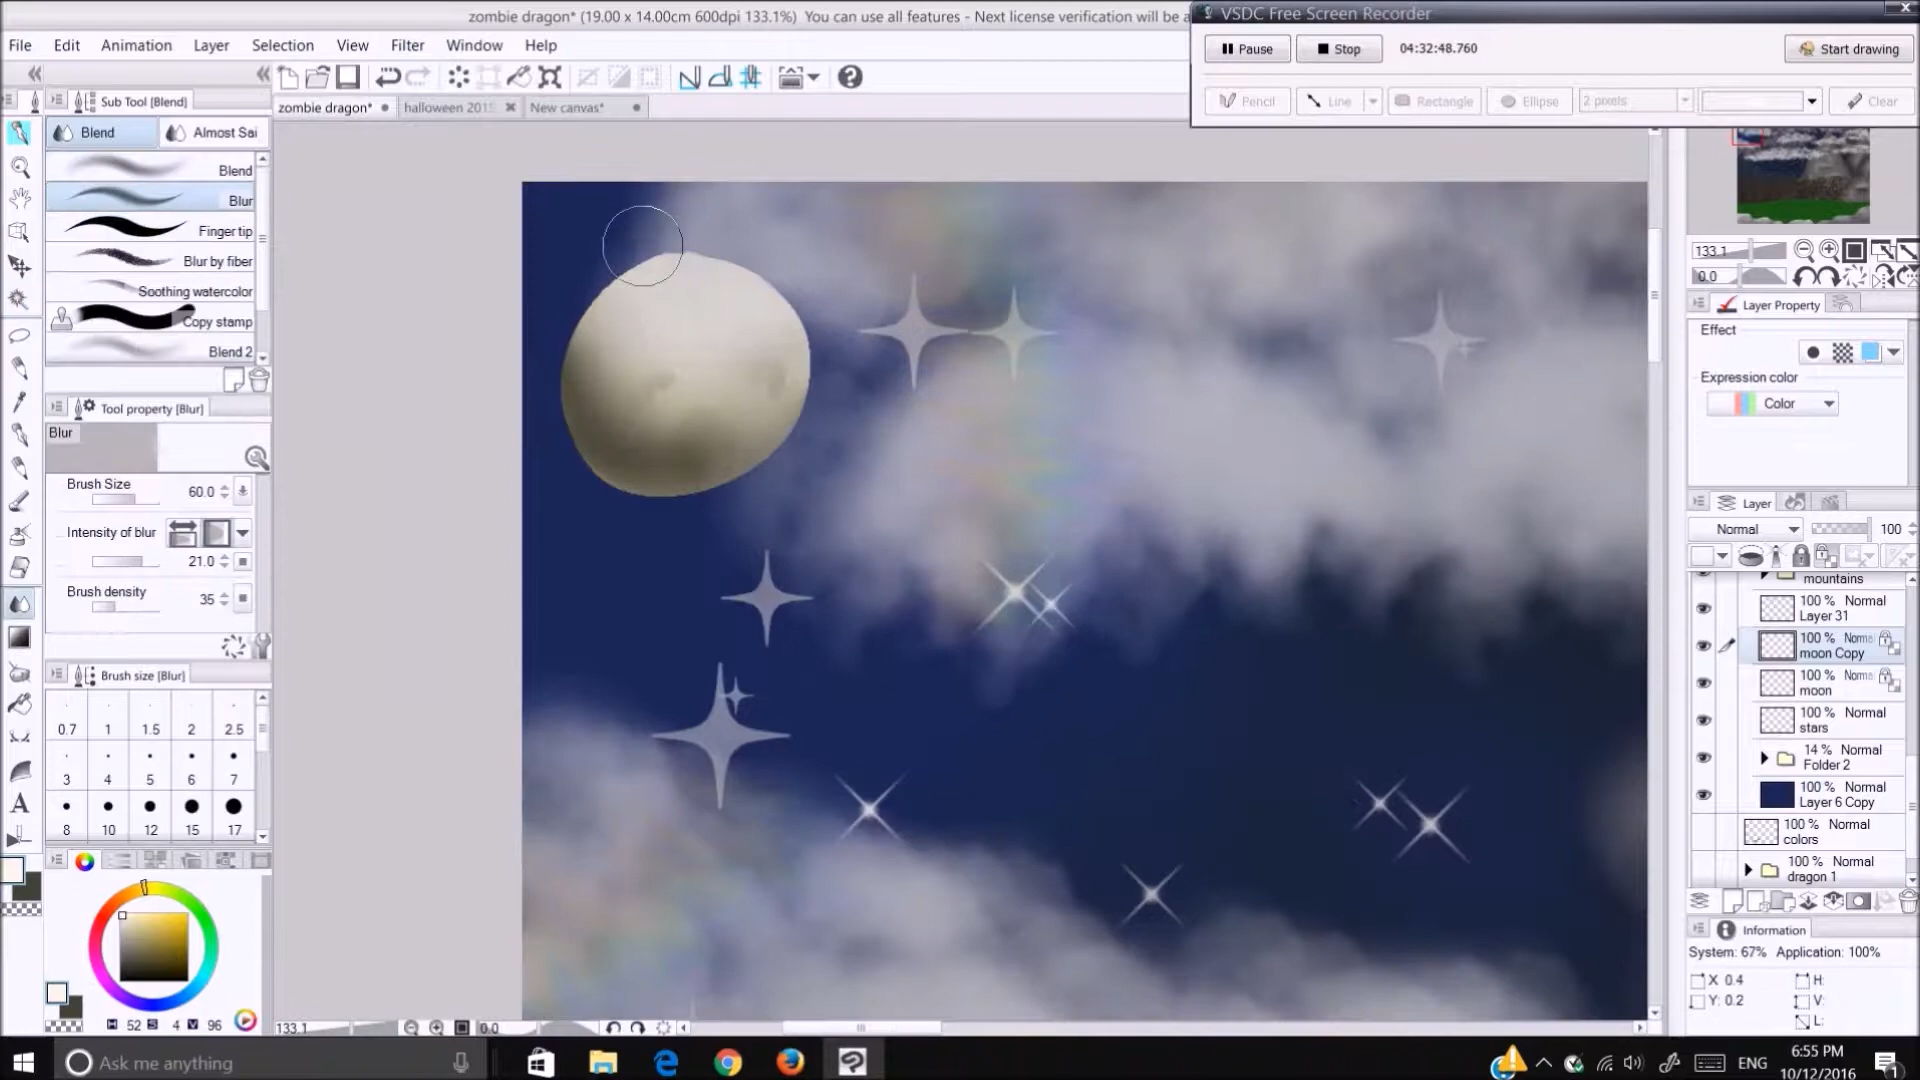 zombie dragon* (19.00 x 14.00cm 600dpi 133.1%) You can use all features - Next license verification will be a
VSDC Free Screen Recorder
File Edit Animation Layer Selection View Filter Window Help
Pause Stop 04:32:48.760 Start drawing
Pencil Line Rectangle Ellipse 2 pixels Clear
Sub Tool [Blend]
zombie dragon* halloween 201 New canvas*
Blend Almost Sai
Blend
Blur
Finger tip
Blur by fiber
Soothing watercolor
Copy stamp
Blend 2
Tool property [Blur]
Blur
Brush Size 60.0
Intensity of blur
21.0
Brush density 35
Brush size [Blur]
0.7 1 1.5 2 2.5
3 4 5 6 7
8 10 12 15 17
H 52 S 4 V 96
133.1 0.0
133.1
0.0
Layer Property
Effect
Expression color
Color
Layer
Normal 100
mountains
100 % Normal
Layer 31
100 % Norma
moon Copy
100 % Norma
moon
100 % Normal
stars
14 % Normal
Folder 2
100 % Normal
Layer 6 Copy
100 % Normal
colors
100 % Normal
dragon 1
Information
System: 67% Application: 100%
X 0.4 H:
Y: 0.2 V:
L:
Ask me anything
ENG
6:55 PM
10/12/2016
1